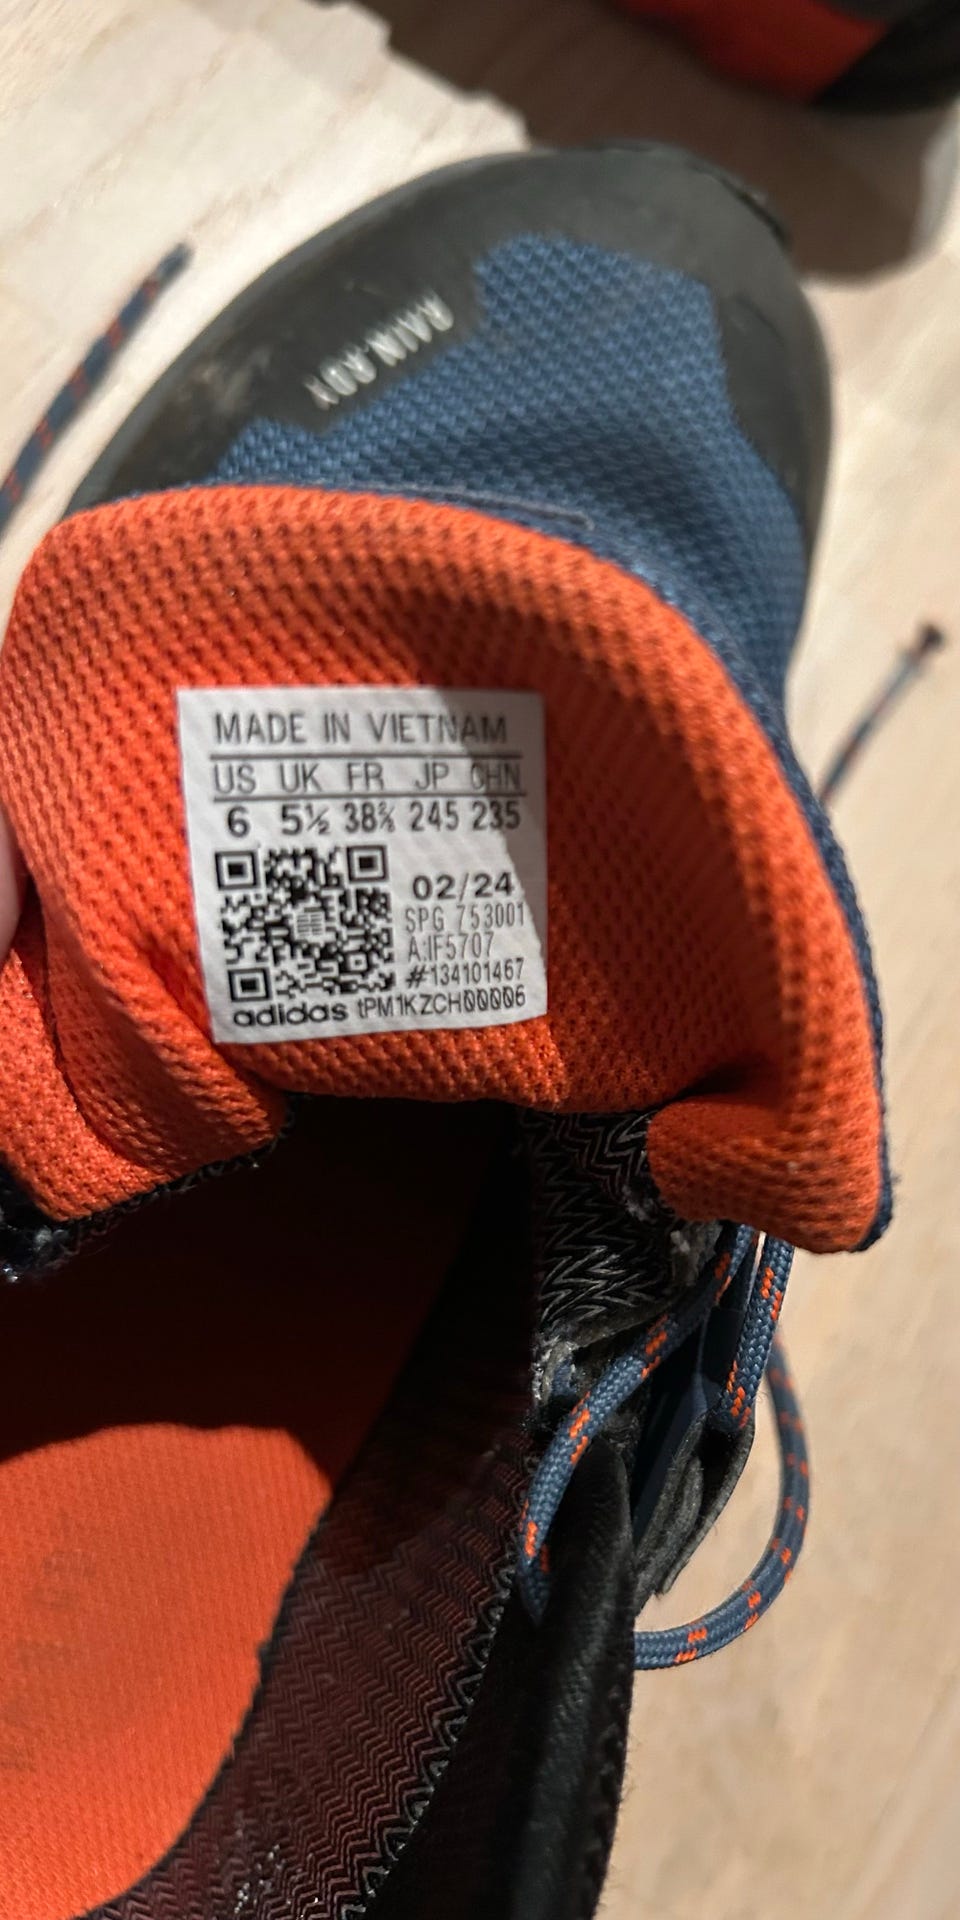 RAIN.RDY
MADE IN VIETNAM
US UK FR JP CHN
6 5½ 38⅔ 245 235
02/24
SPG 753001
A:IF5707
#134101467
adidas tPM1KZCH00006